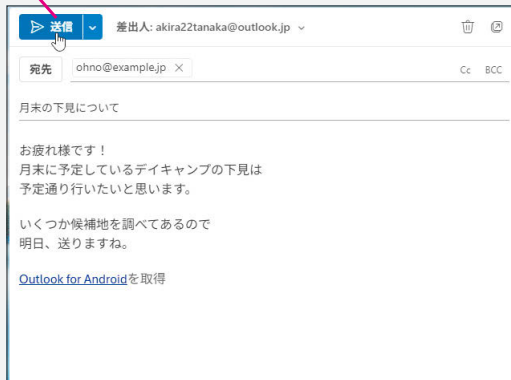 送信
差出人: akira22tanaka@outlook.jp
宛先
ohno@example.jp
Cc BCC
月末の下見について
お疲れ様です！
月末に予定しているデイキャンプの下見は
予定通り行いたいと思います。
いくつか候補地を調べてあるので
明日、送りますね。
Outlook for Androidを取得